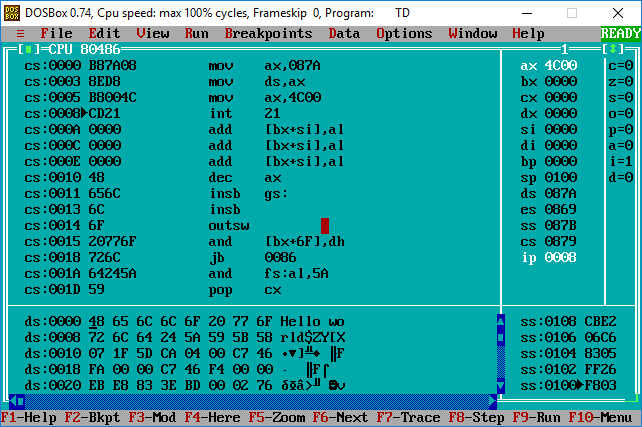 DOSBox 0.74, Cpu speed: max 100% cycles, Frameskip 0, Program: TD
≡ File Edit View Run Breakpoints Data Options Window Help READY
[■]=CPU 80486 1 [↕]
cs:0000 B87A08 mov ax,087A ax 4C00 c=0
cs:0003 8ED8 mov ds,ax bx 0000 z=0
cs:0005 B8004C mov ax,4C00 cx 0000 s=0
cs:0008►CD21 int 21 dx 0000 o=0
cs:000A 0000 add [bx+si],al si 0000 p=0
cs:000C 0000 add [bx+si],al di 0000 a=0
cs:000E 0000 add [bx+si],al bp 0000 i=1
cs:0010 48 dec ax sp 0100 d=0
cs:0011 656C insb gs: ds 087A
cs:0013 6C insb es 0869
cs:0014 6F outsw ss 087B
cs:0015 20776F and [bx+6F],dh cs 0879
cs:0018 726C jb 0086 ip 0008
cs:001A 64245A and fs:al,5A
cs:001D 59 pop cx
ds:0000 48 65 6C 6C 6F 20 77 6F Hello wo ss:0108 CBE2
ds:0008 72 6C 64 24 5A 59 5B 58 rld$ZY[X ss:0106 06C6
ds:0010 07 1F 5D CA 04 00 C7 46 •▼]╩♦ ╟F ss:0104 8305
ds:0018 FA 00 00 C7 46 F4 00 00 · ╟F⌠ ss:0102 FF26
ds:0020 EB E8 83 3E BD 00 02 76 δΦâ>╜ ☻v ss:0100►F803
F1-Help F2-Bkpt F3-Mod F4-Here F5-Zoom F6-Next F7-Trace F8-Step F9-Run F10-Menu